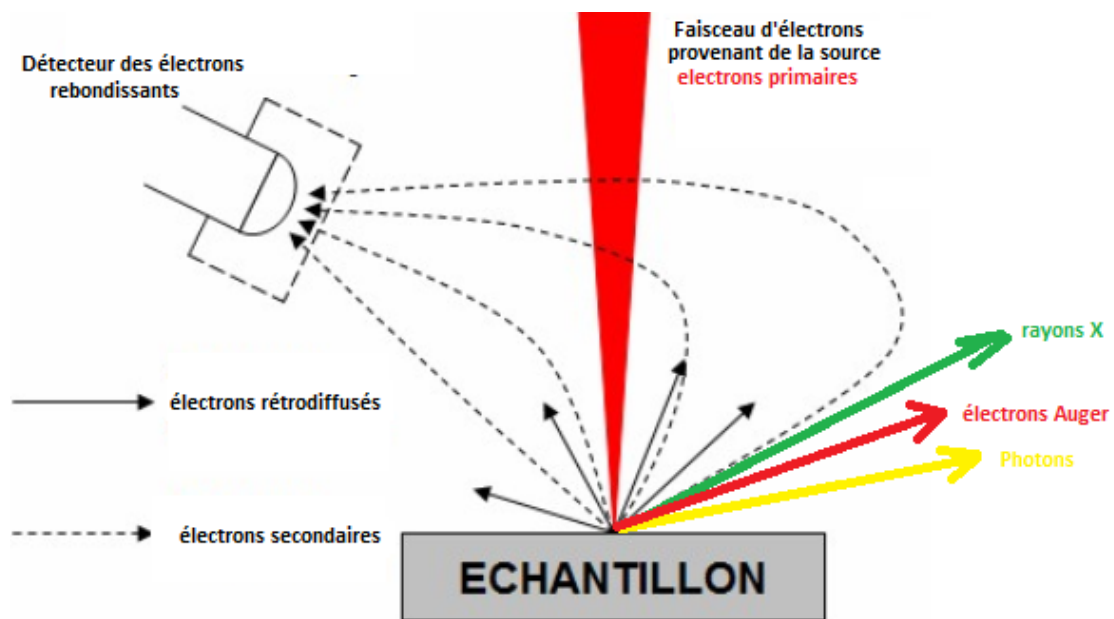 Faisceau d'électrons
provenant de la source
electrons primaires
Détecteur des électrons
rebondissants
rayons X
électrons rétrodiffusés
électrons Auger
Photons
électrons secondaires
ECHANTILLON